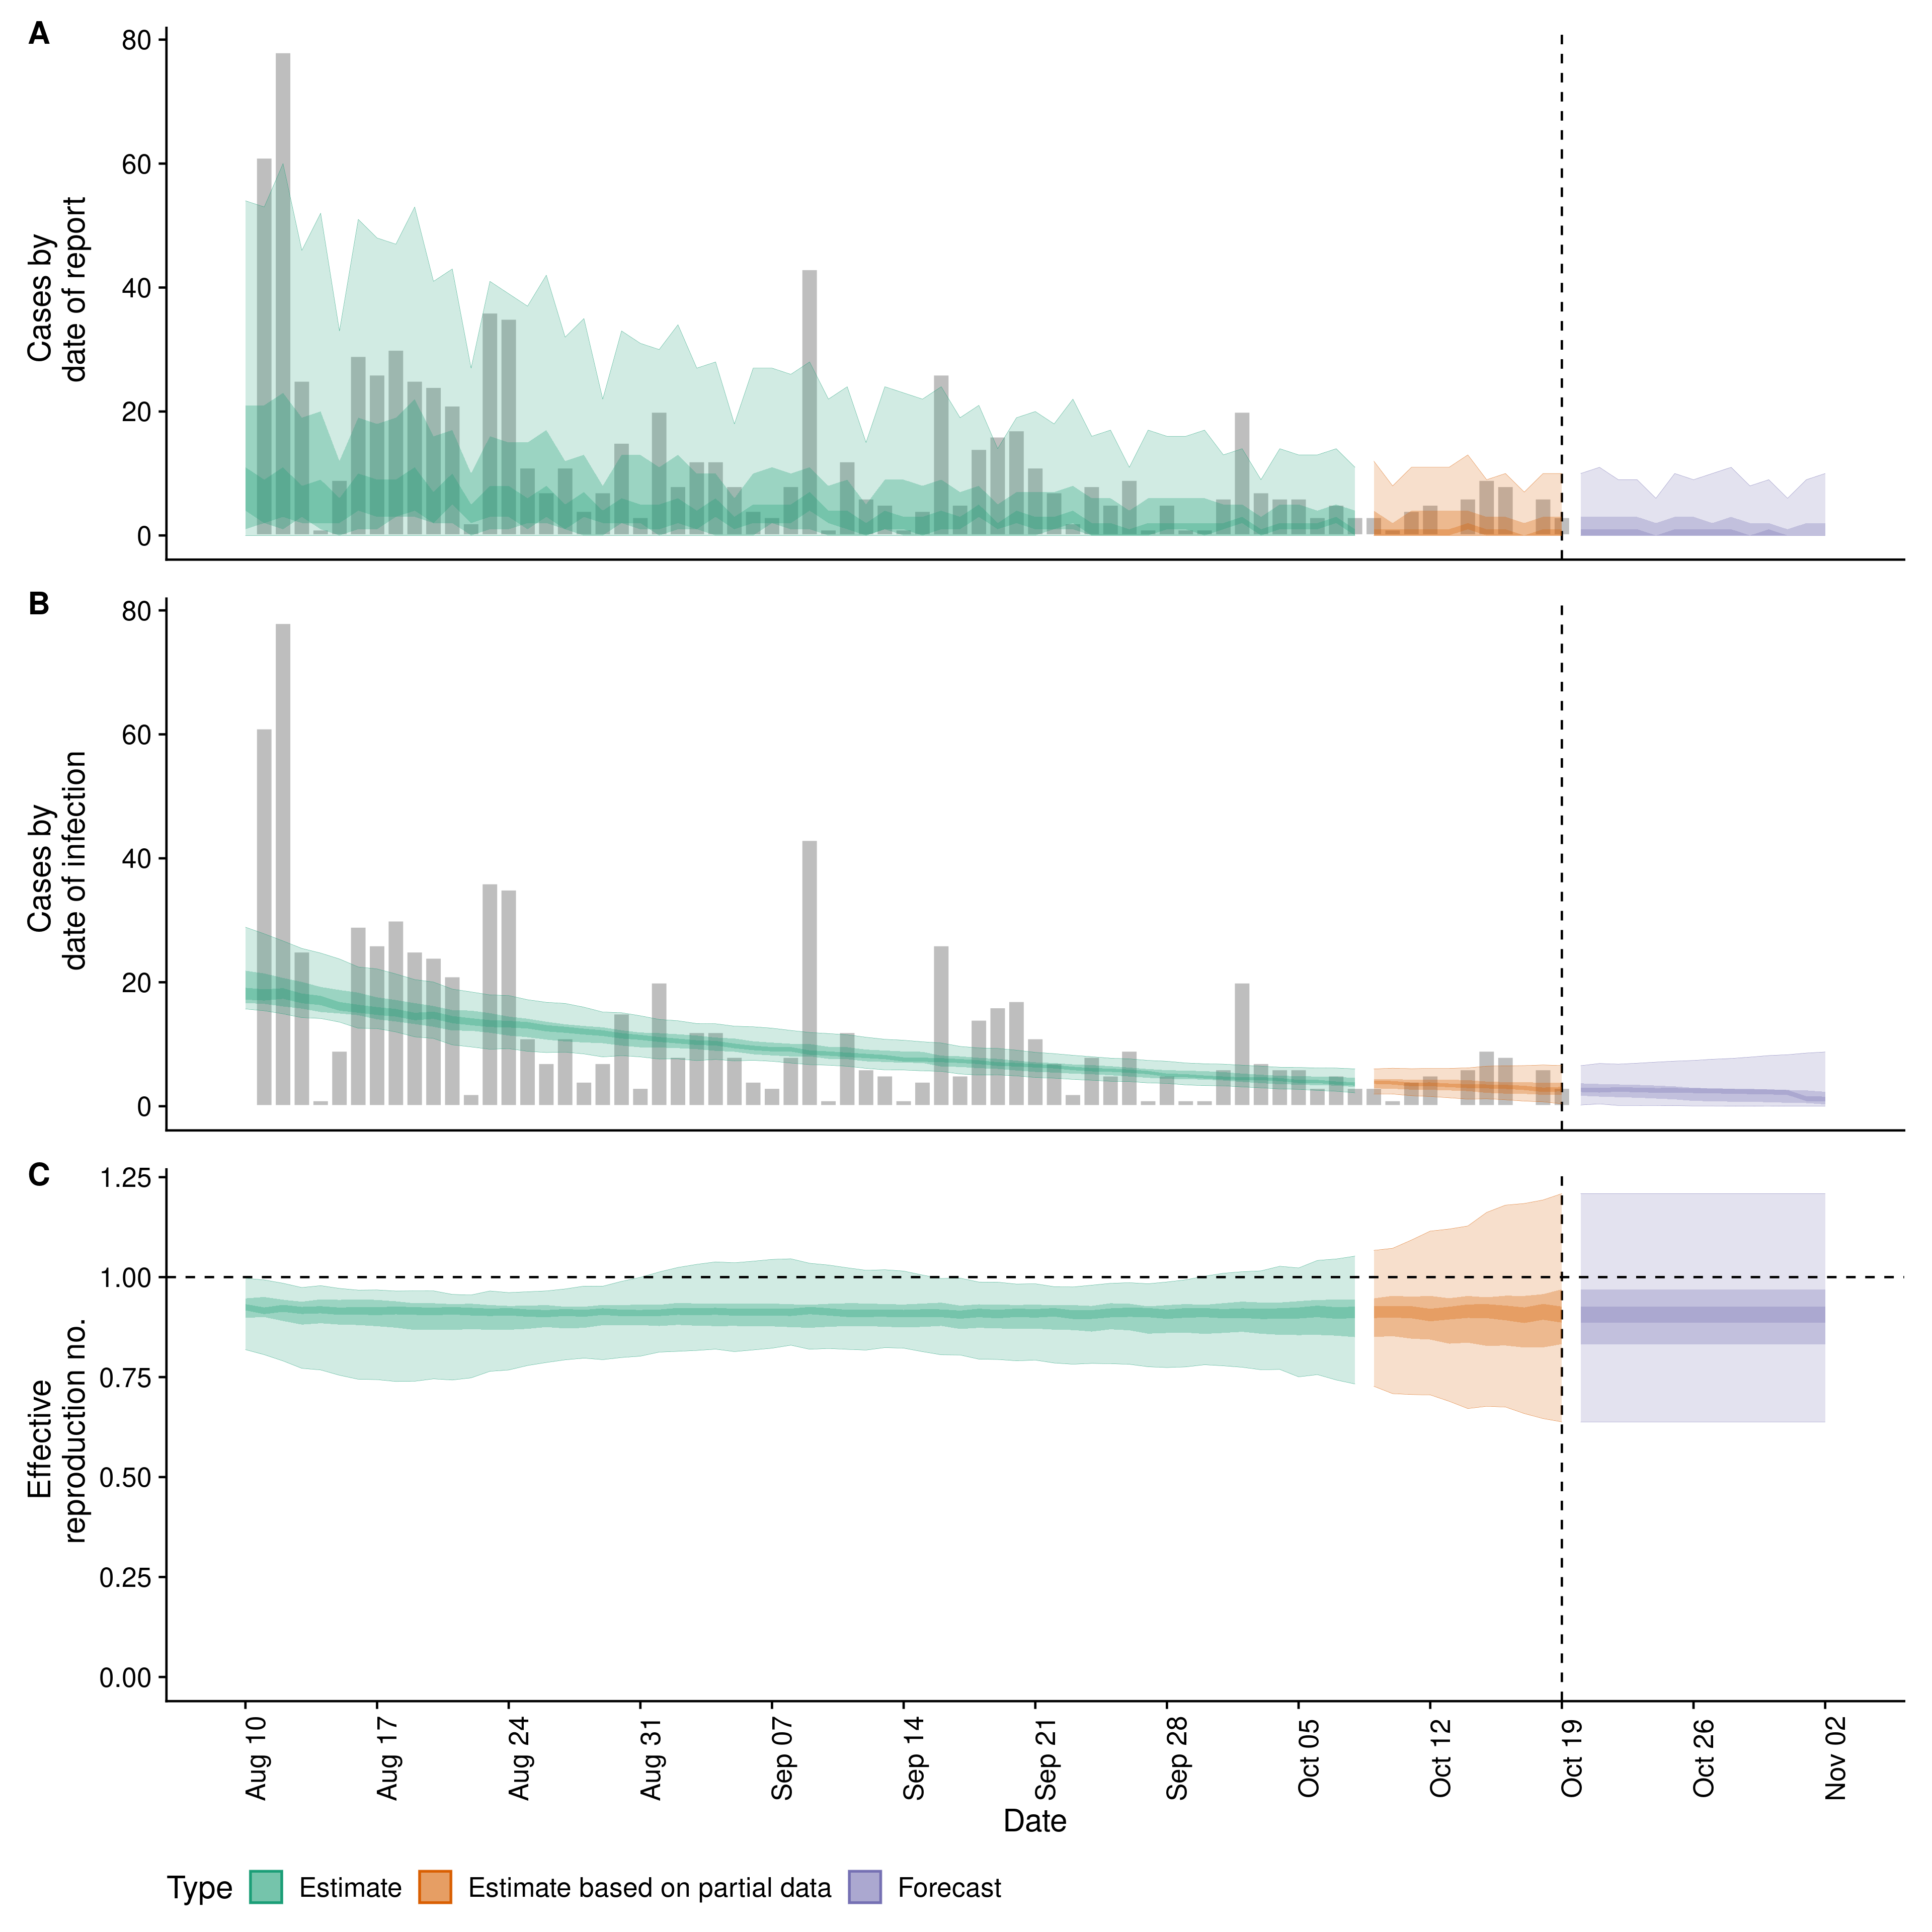 A
80
60
40
20
0
Cases by
date of report
B
80
60
40
20
0
Cases by
date of infection
C
1.25
1.00
0.75
0.50
0.25
0.00
Effective
reproduction no.
Aug 10
Aug 17
Aug 24
Aug 31
Sep 07
Sep 14
Sep 21
Sep 28
Oct 05
Oct 12
Oct 19
Oct 26
Nov 02
Date
Type Estimate Estimate based on partial data Forecast